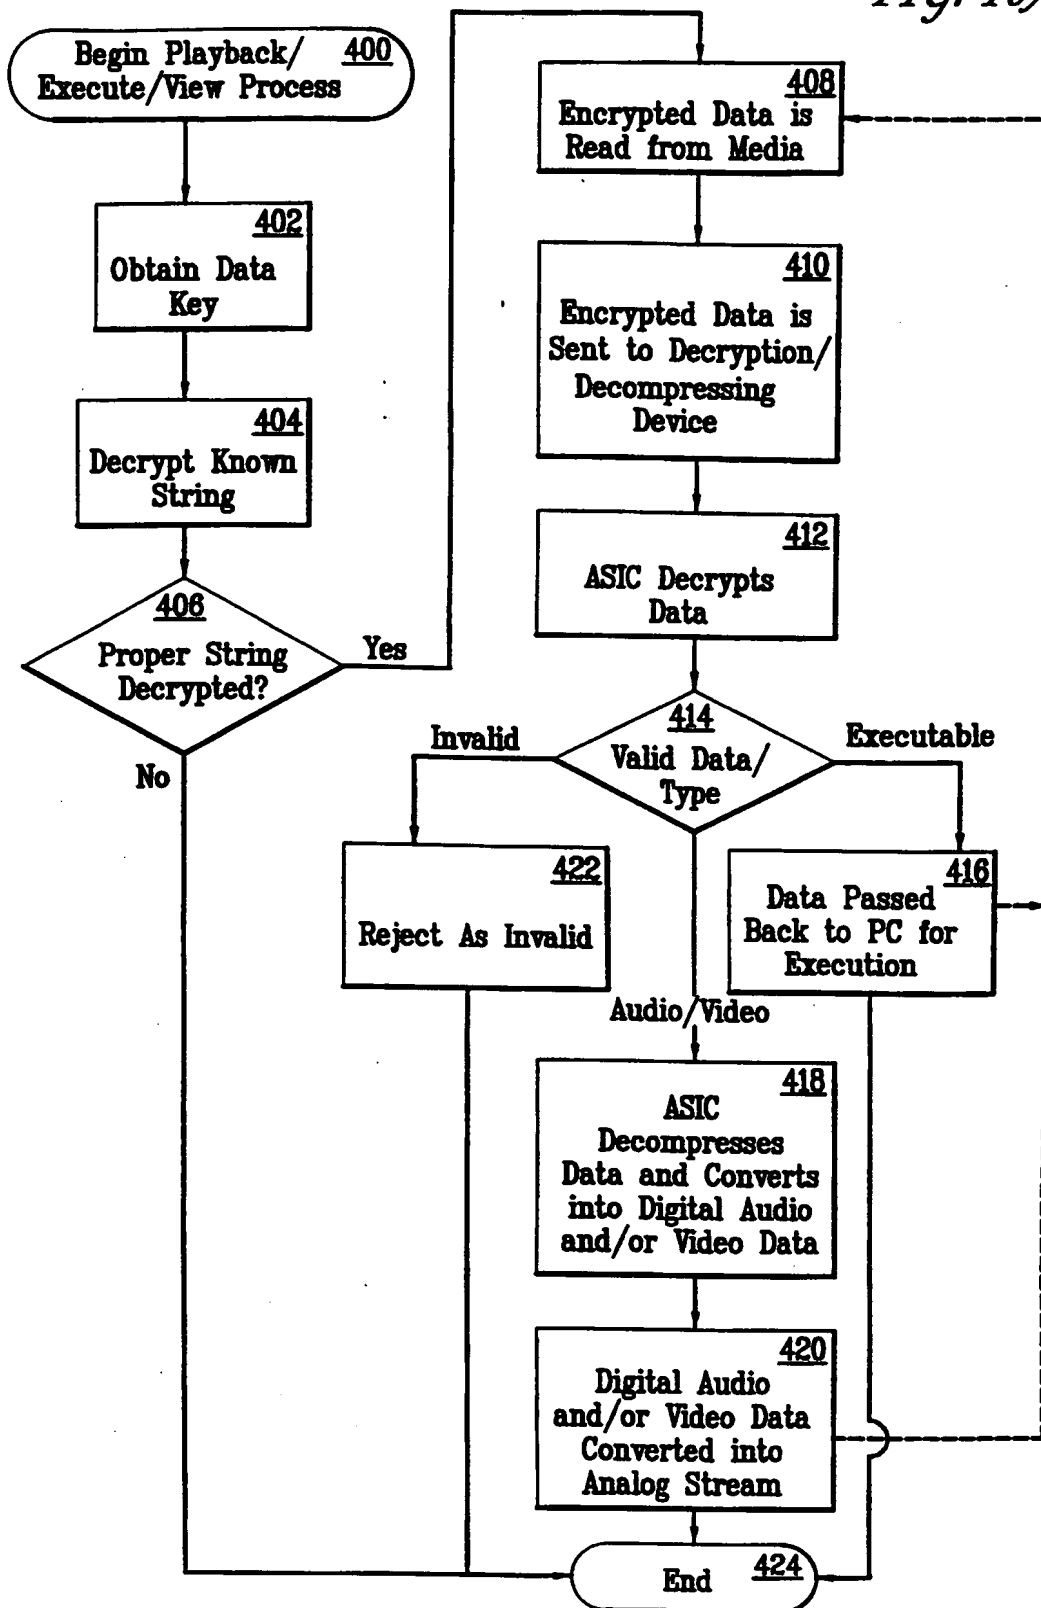 Begin Playback/ 400
Execute/View Process
402
Obtain Data
Key
404
Decrypt Known
String
406
Proper String
Decrypted?
Yes
No
408
Encrypted Data is
Read from Media
410
Encrypted Data is
Sent to Decryption/
Decompressing
Device
412
ASIC Decrypts
Data
414
Valid Data/
Type
Invalid
Executable
Audio/Video
422
Reject As Invalid
416
Data Passed
Back to PC for
Execution
418
ASIC
Decompresses
Data and Converts
into Digital Audio
and/or Video Data
420
Digital Audio
and/or Video Data
Converted into
Analog Stream
End 424